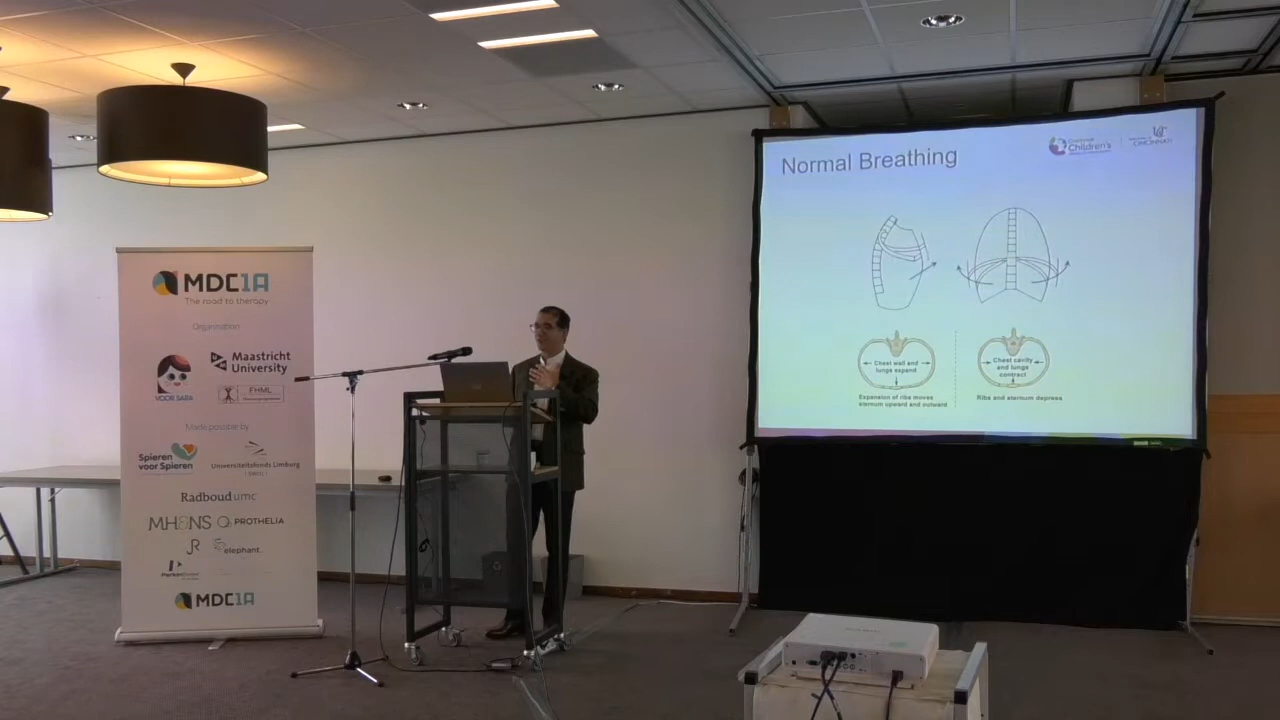 MDC1A
The road to therapy
Organisation
VOOR SARA
Maastricht
University
FHML
Made possible by
Spieren
voor Spieren
Universiteitsfonds Limburg
Radboudumc
MH8NS
PROTHELIA
elephant
MDC1A
Normal Breathing
Children's
CINCINNATI
Chest wall and
lungs expand
Expansion of ribs moves
sternum upward and outward
Chest cavity
and lungs
contract
Ribs and sternum depress